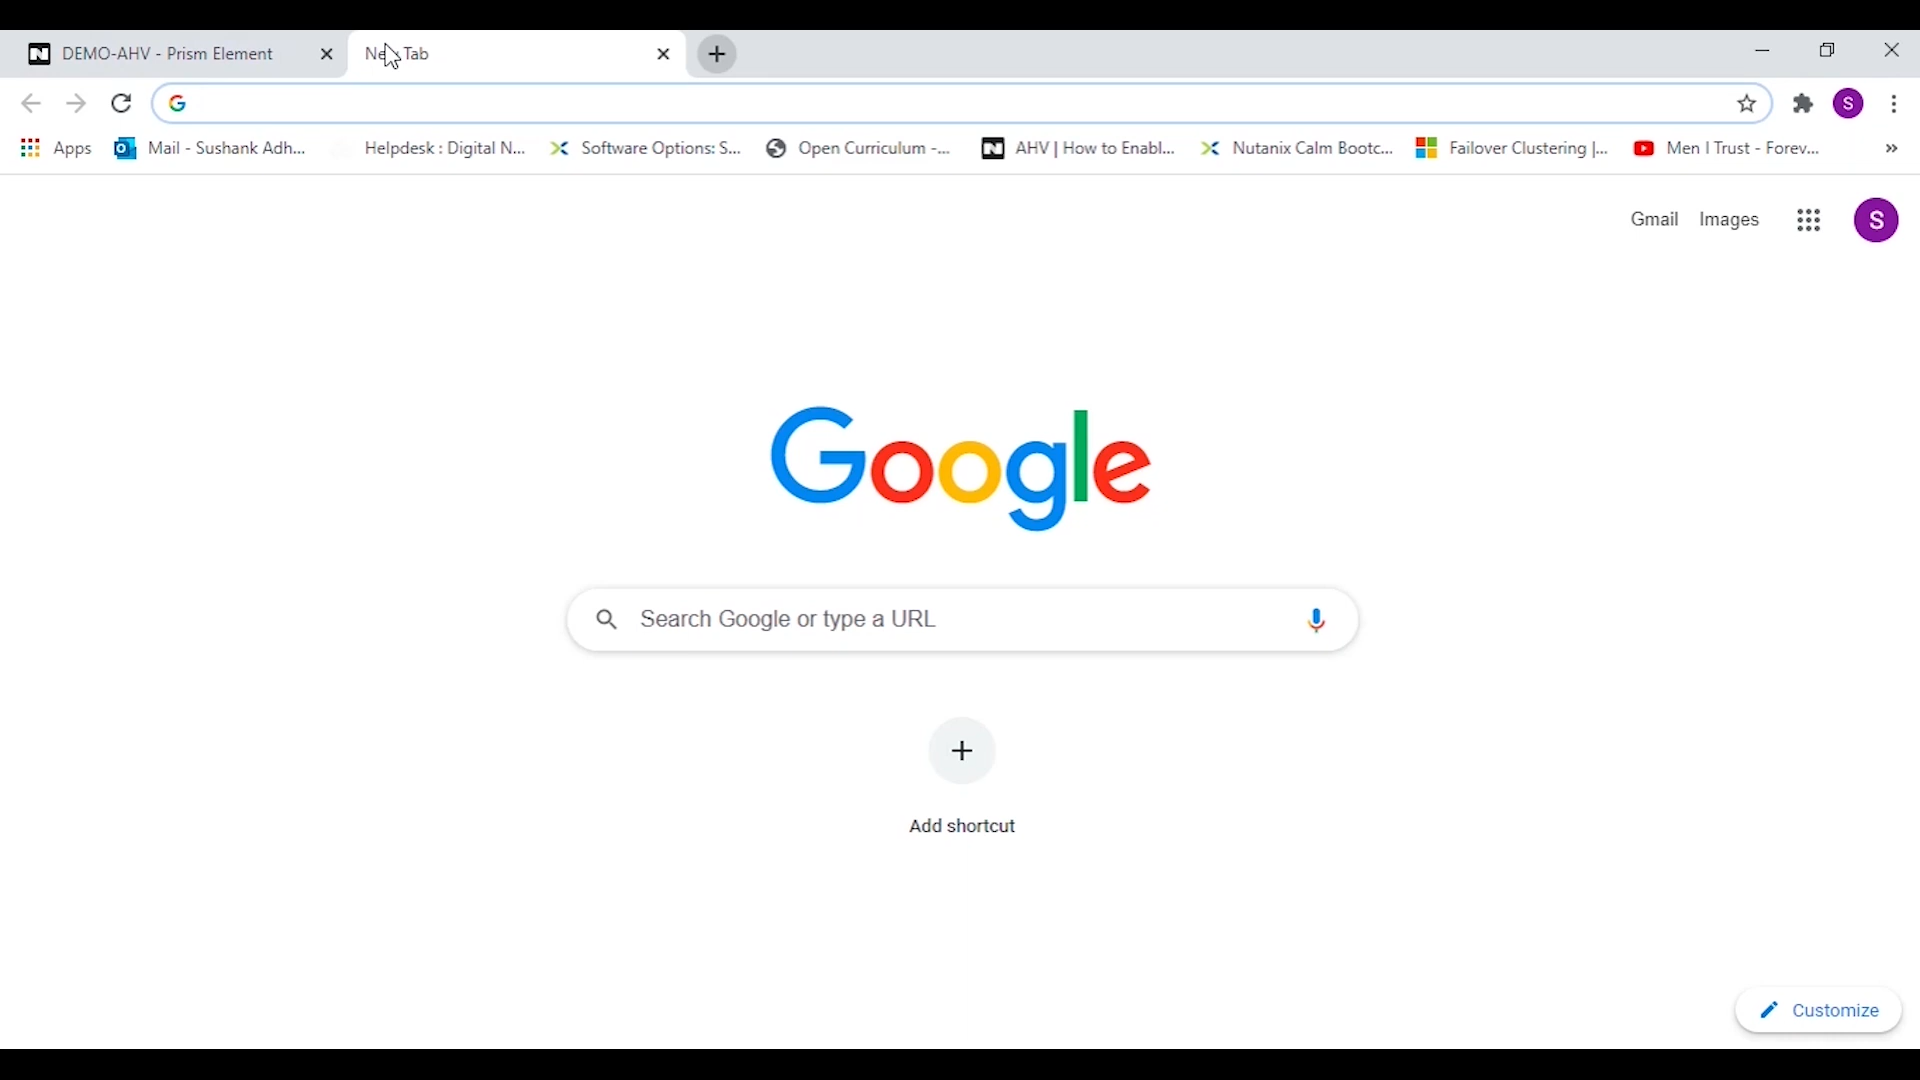 DEMO-AHV - Prism Element
New Tab
Apps
Mail - Sushank Adh...
Helpdesk : Digital N...
Software Options: S...
Open Curriculum -...
AHV | How to Enabl...
Nutanix Calm Bootc...
Failover Clustering |...
Men I Trust - Forev...
S
Gmail
Images
S
Google
Search Google or type a URL
Add shortcut
Customize